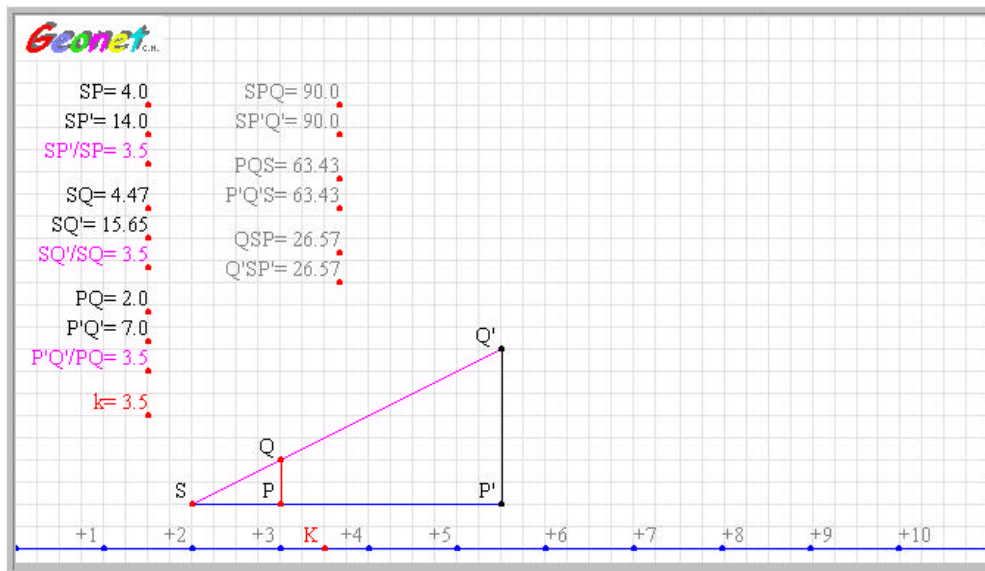 Geonet C.H.
SP= 4.0
SP'= 14.0
SP'/SP= 3.5
SQ= 4.47
SQ'= 15.65
SQ'/SQ= 3.5
PQ= 2.0
P'Q'= 7.0
P'Q'/PQ= 3.5
k= 3.5
SPQ= 90.0
SP'Q'= 90.0
PQS= 63.43
P'Q'S= 63.43
QSP= 26.57
Q'SP'= 26.57
Q'
Q
S P P'
+1 +2 +3 K +4 +5 +6 +7 +8 +9 +10